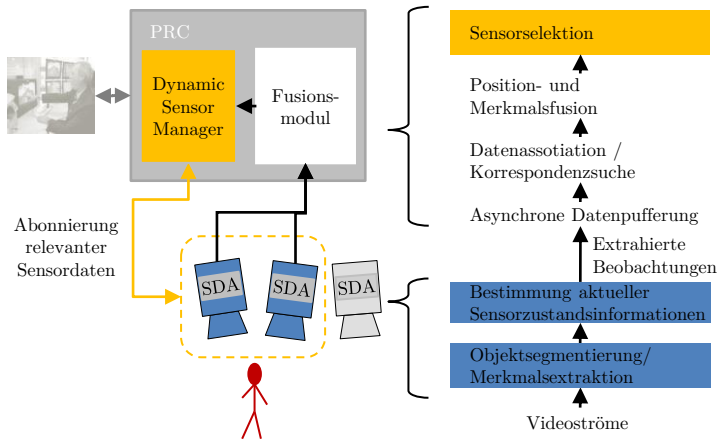 PRC
Dynamic
Sensor
Manager
Fusions-
modul
Abonnierung
relevanter
Sensordaten
SDA
SDA
SDA
Sensorselektion
Position- und
Merkmalsfusion
Datenassotiation /
Korrespondenzsuche
Asynchrone Datenpufferung
Extrahierte
Beobachtungen
Bestimmung aktueller
Sensorzustandsinformationen
Objektsegmentierung/
Merkmalsextraktion
Videoströme